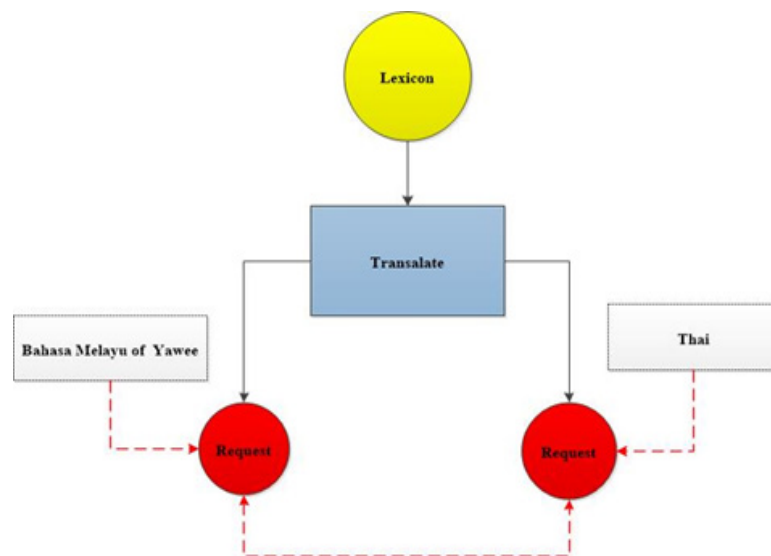 Lexicon
Transalate
Bahasa Melayu of Yawee
Thai
Request
Request